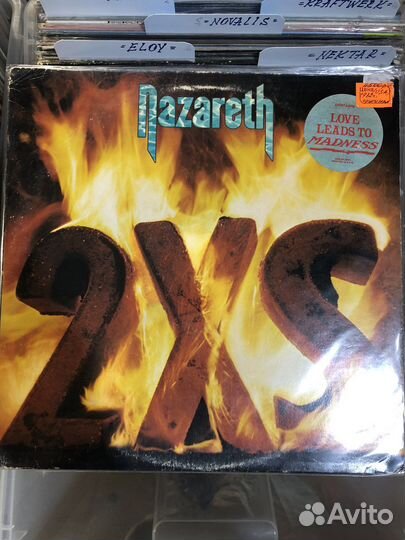 =KRAFTWERK=
=NOVALIS=
=ELOY=
=NEKTAR=
Nazareth
LOVE
LEADS TO
MADNESS
2XS
Avito